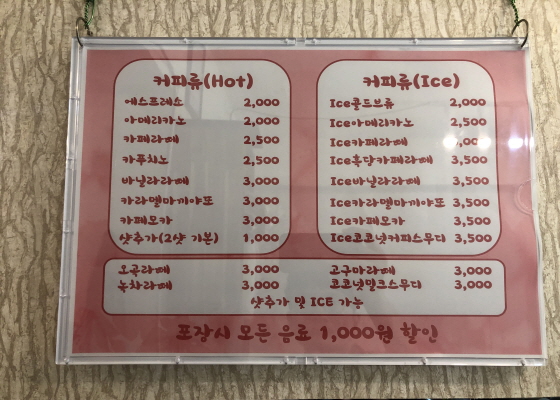 커피류(Hot)
에스프레소 2,000
아메리카노 2,000
카페라떼 2,500
카푸치노 2,500
바닐라라떼 3,000
카라멜마끼야또 3,000
카페모카 3,000
샷추가(2샷 기본) 1,000
커피류(Ice)
Ice콜드브류 2,000
Ice아메리카노 2,500
Ice카페라떼
Ice흑당카페라떼 3,500
Ice바닐라라떼
Ice카라멜마끼야또 3,500
Ice카페모카 3,500
Ice코코넛커피스무디 3,500
오곡라떼 3,000
녹차라떼 3,000
고구마라떼 3,000
코코넛밀크스무디 3,000
샷추가 및 ICE 가능
포장시 모든 음료 1,000원 할인